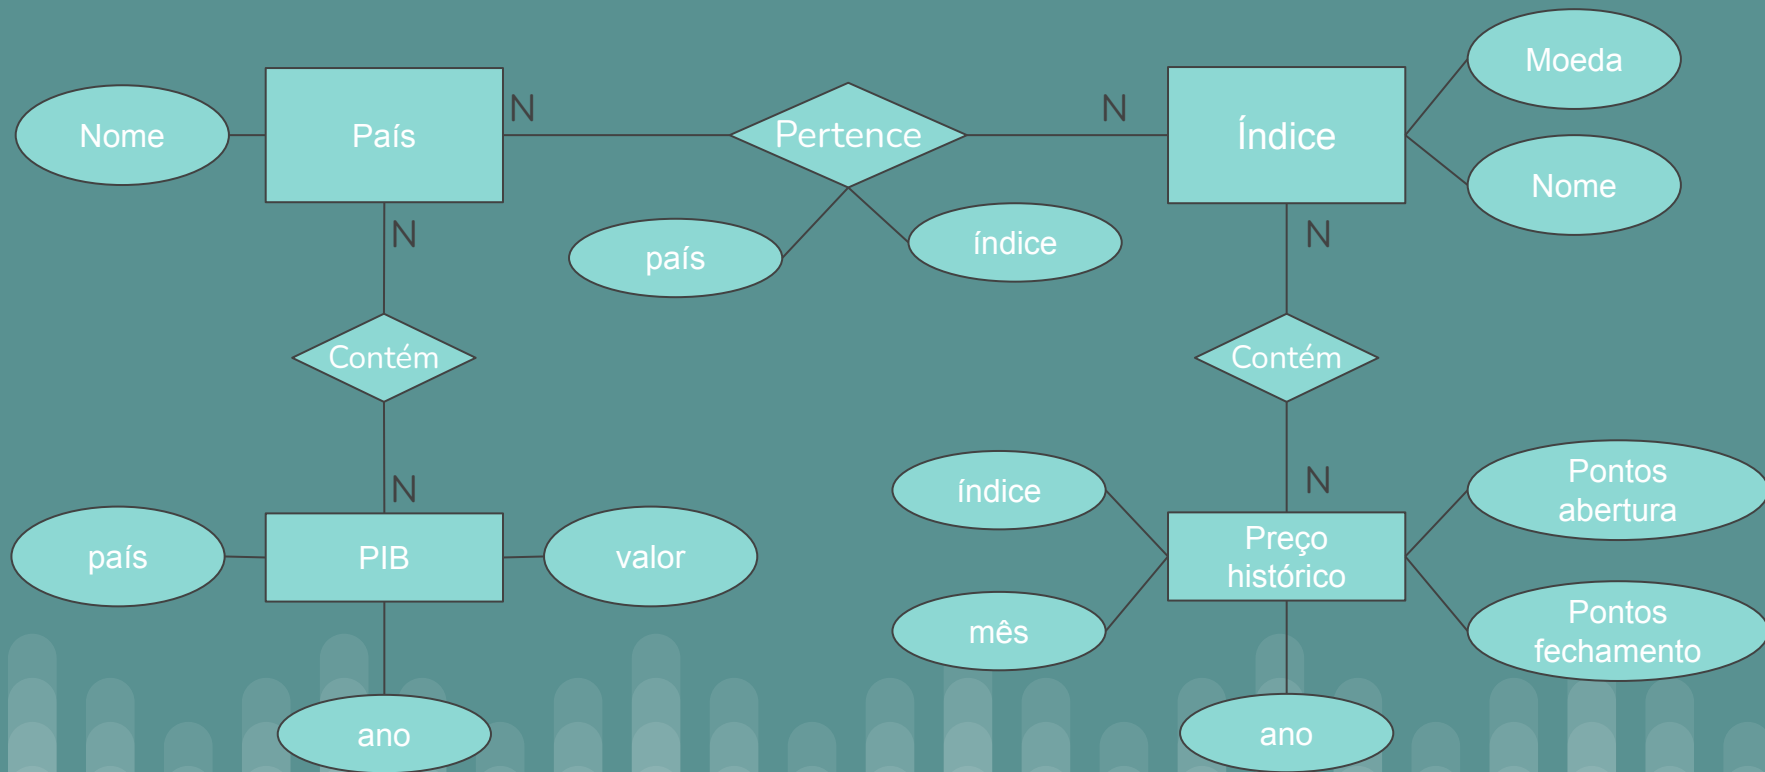 Moeda
Nome
País
N
Pertence
N
Índice
Nome
N
país
índice
N
Contém
Contém
N
índice
N
Pontos
abertura
país
PIB
valor
Preço
histórico
mês
Pontos
fechamento
ano
ano